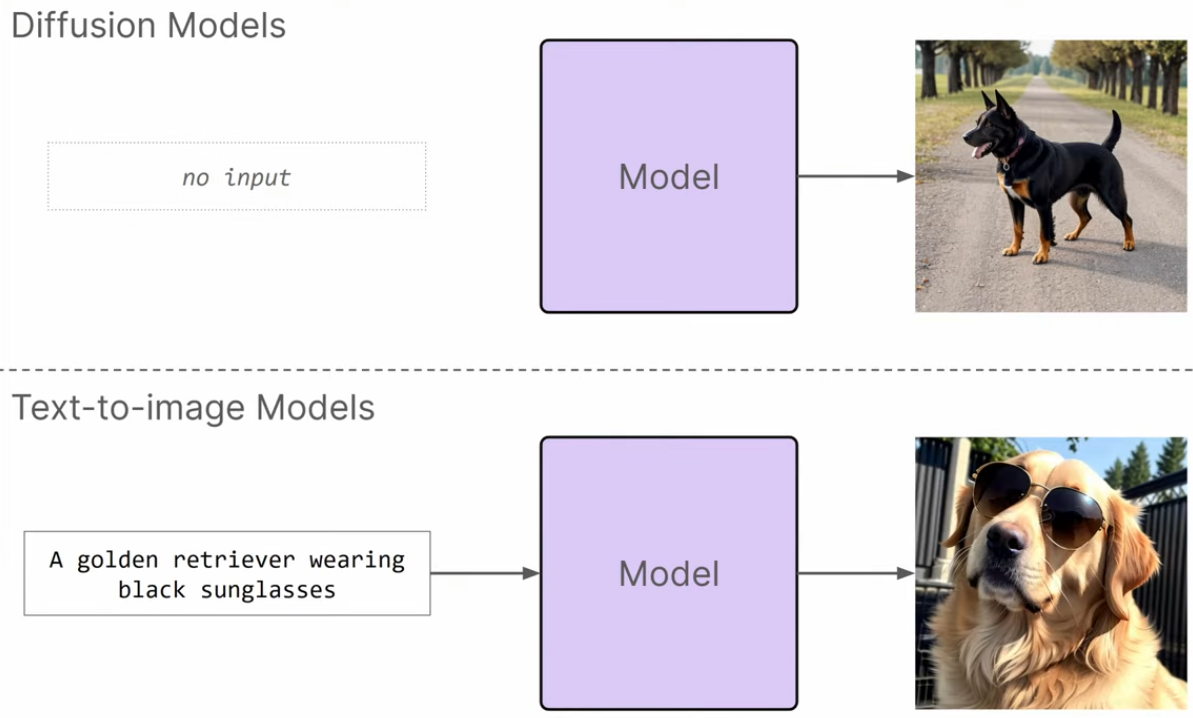 Diffusion Models
no input
Model
Text-to-image Models
A golden retriever wearing
black sunglasses
Model